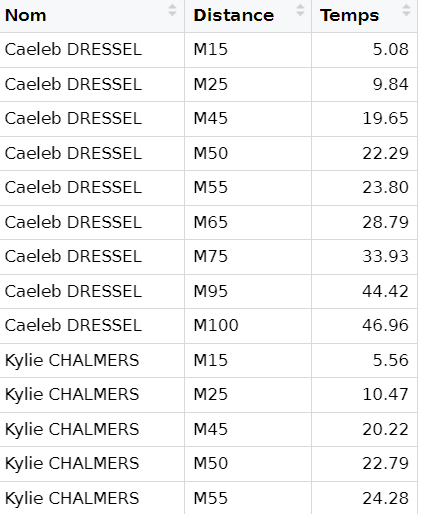 Nom Distance Temps
Caeleb DRESSEL M15 5.08
Caeleb DRESSEL M25 9.84
Caeleb DRESSEL M45 19.65
Caeleb DRESSEL M50 22.29
Caeleb DRESSEL M55 23.80
Caeleb DRESSEL M65 28.79
Caeleb DRESSEL M75 33.93
Caeleb DRESSEL M95 44.42
Caeleb DRESSEL M100 46.96
Kylie CHALMERS M15 5.56
Kylie CHALMERS M25 10.47
Kylie CHALMERS M45 20.22
Kylie CHALMERS M50 22.79
Kylie CHALMERS M55 24.28